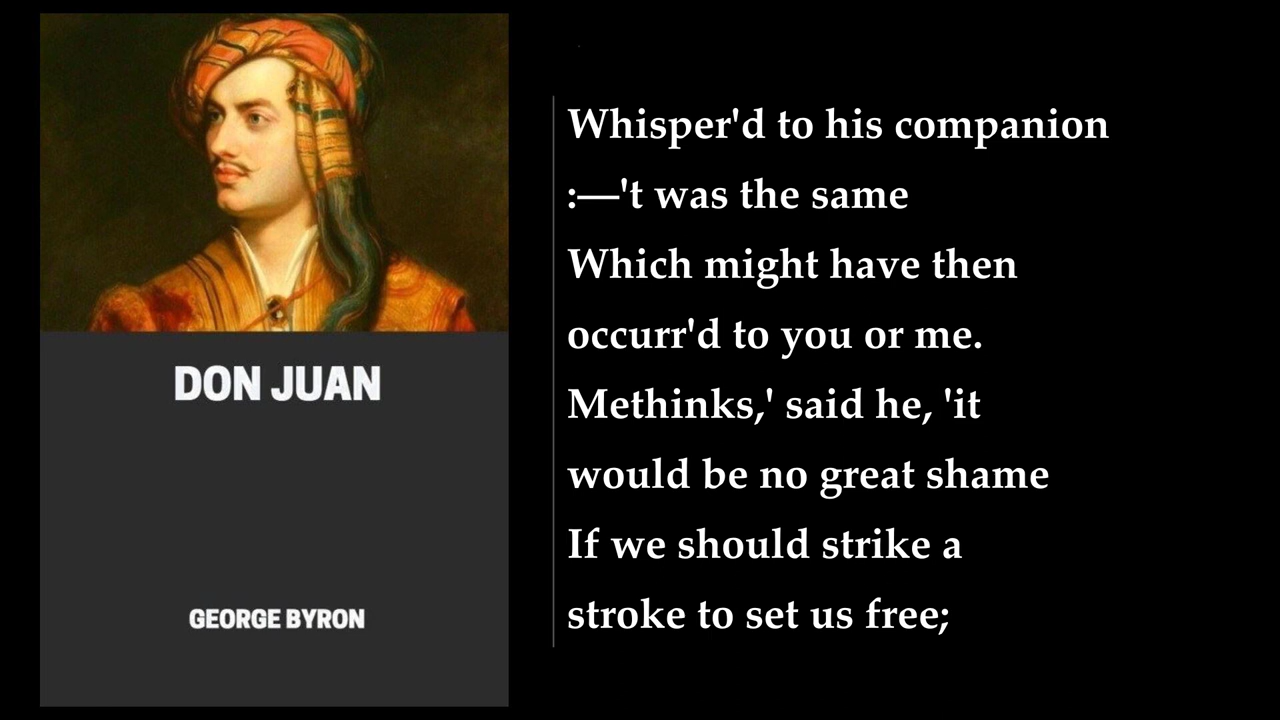 DON JUAN
GEORGE BYRON
Whisper'd to his companion
:—'t was the same
Which might have then
occurr'd to you or me.
Methinks,' said he, 'it
would be no great shame
If we should strike a
stroke to set us free;